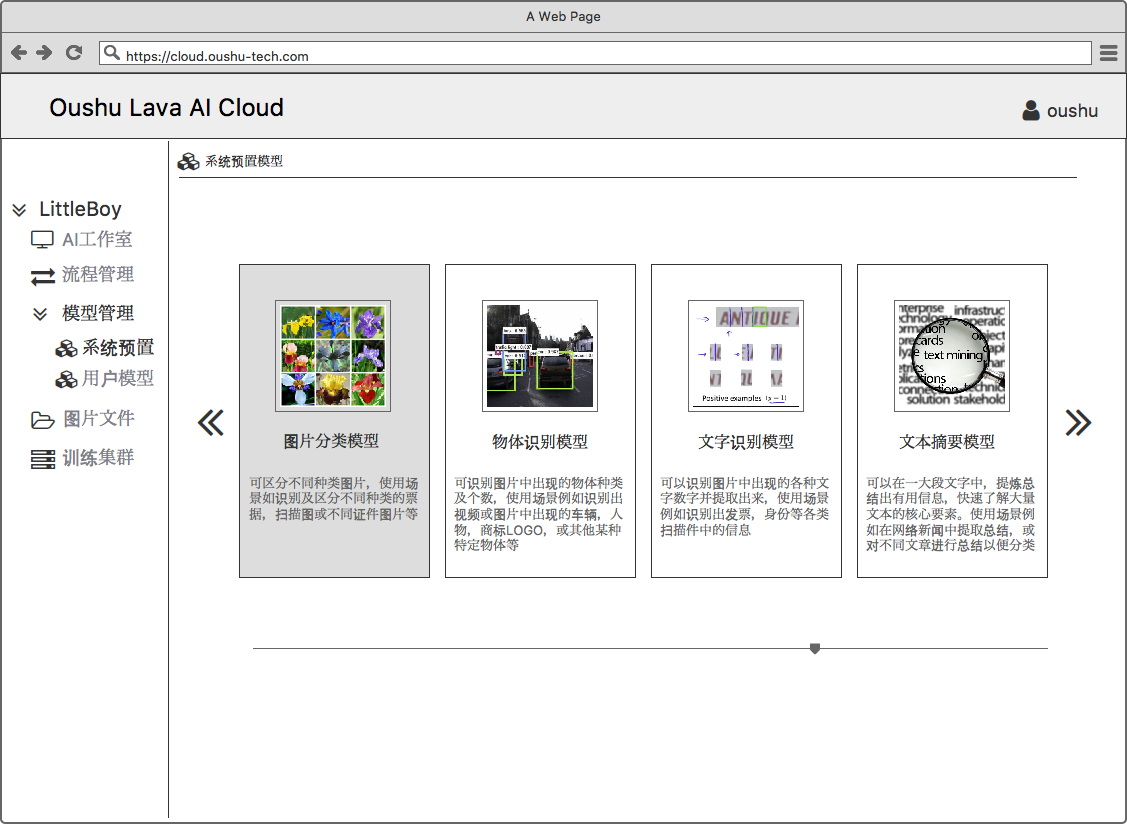 A Web Page
https://cloud.oushu-tech.com
Oushu Lava AI Cloud
oushu
LittleBoy
AI工作室
流程管理
模型管理
系统预置
用户模型
图片文件
训练集群
系统预置模型
图片分类模型
可区分不同种类图片，使用场
景如识别及区分不同种类的票
据，扫描图或不同证件图片等
物体识别模型
可识别图片中出现的物体种类
及个数，使用场景例如识别出
视频或图片中出现的车辆，人
物，商标LOGO，或其他某种
特定物体等
ANTIQUE
Positive examples (y = 1)
文字识别模型
可以识别图片中出现的各种文
字数字并提取出来，使用场景
例如识别出发票，身份等各类
扫描件中的信息
text mining
solution
文本摘要模型
可以在一大段文字中，提炼总
结出有用信息，快速了解大量
文本的核心要素。使用场景例
如在网络新闻中提取总结，或
对不同文章进行总结以便分类